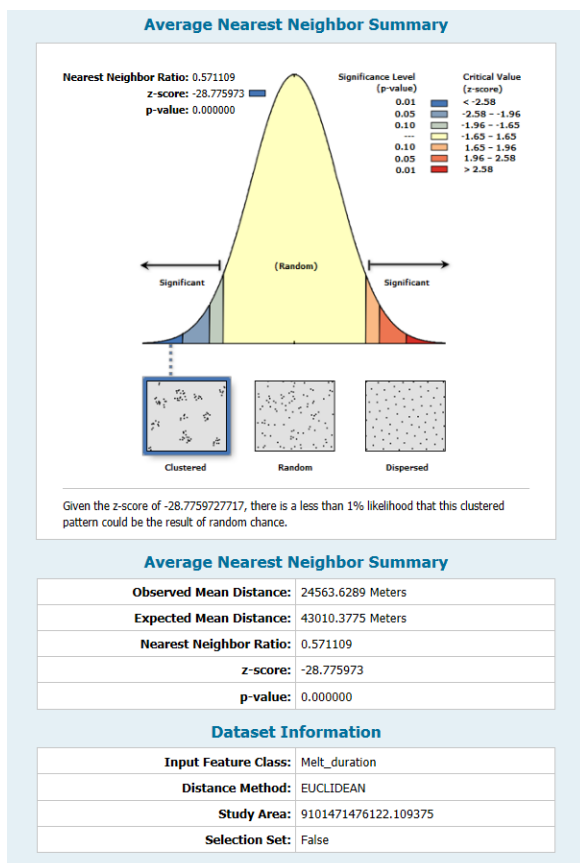 Average Nearest Neighbor Summary
Nearest Neighbor Ratio: 0.571109
z-score: -28.775973
p-value: 0.000000
Significance Level
(p-value)
Critical Value
(z-score)
0.01 < -2.58
0.05 -2.58 – -1.96
0.10 -1.96 – -1.65
--- -1.65 – 1.65
0.10 1.65 – 1.96
0.05 1.96 – 2.58
0.01 > 2.58
(Random)
Significant Significant
Clustered Random Dispersed
Given the z-score of -28.7759727717, there is a less than 1% likelihood that this clustered
pattern could be the result of random chance.
Average Nearest Neighbor Summary
Observed Mean Distance: 24563.6289 Meters
Expected Mean Distance: 43010.3775 Meters
Nearest Neighbor Ratio: 0.571109
z-score: -28.775973
p-value: 0.000000
Dataset Information
Input Feature Class: Melt_duration
Distance Method: EUCLIDEAN
Study Area: 9101471476122.109375
Selection Set: False